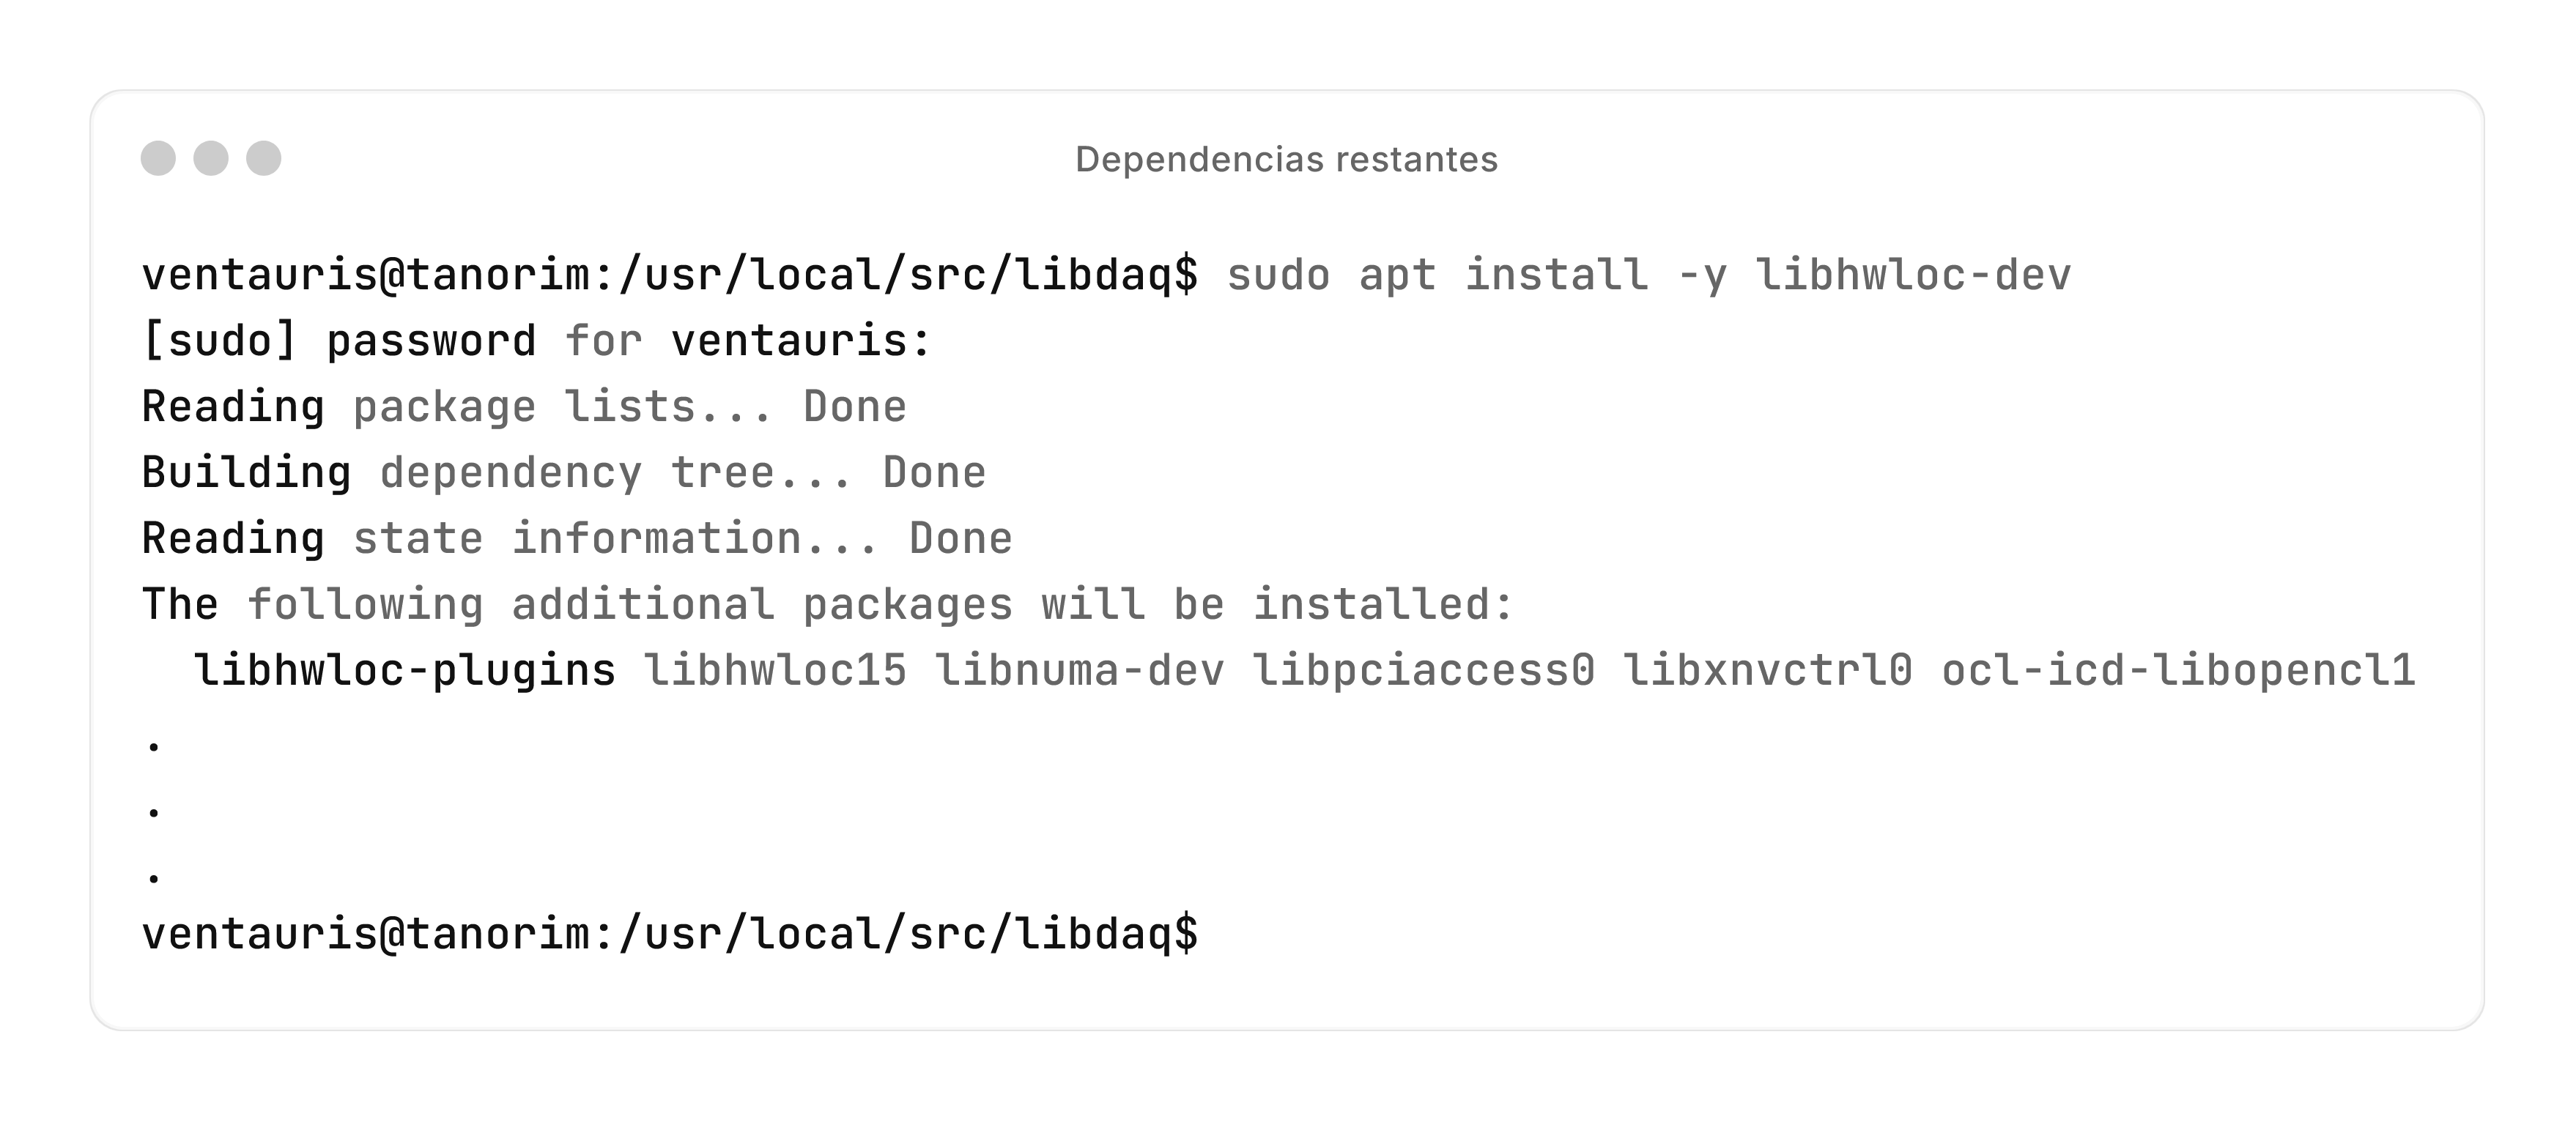 Dependencias restantes
ventauris@tanorim:/usr/local/src/libdaq$ sudo apt install -y libhwloc-dev
[sudo] password for ventauris:
Reading package lists... Done
Building dependency tree... Done
Reading state information... Done
The following additional packages will be installed:
  libhwloc-plugins libhwloc15 libnuma-dev libpciaccess0 libxnvctrl0 ocl-icd-libopencl1
.
.
.
ventauris@tanorim:/usr/local/src/libdaq$